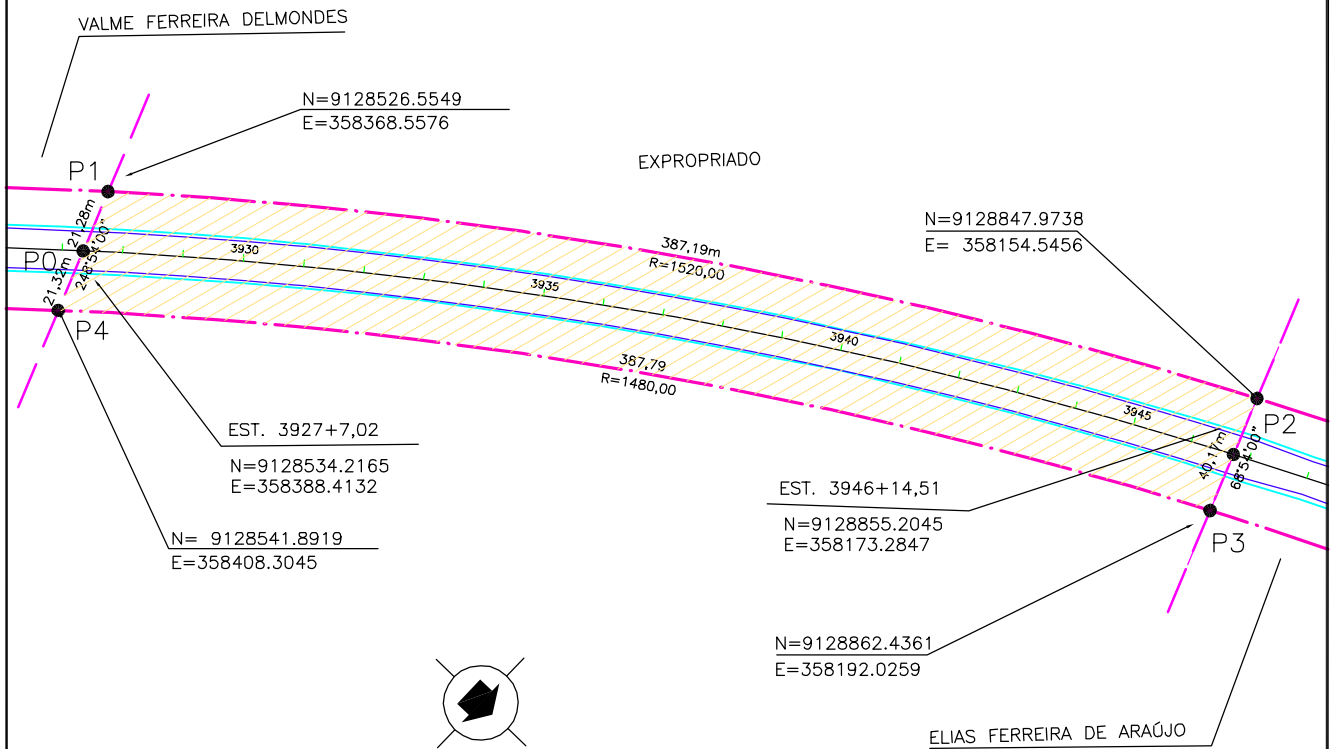 VALME FERREIRA DELMONDES
N=9128526.5549
E=358368.5576
P1
EXPROPRIADO
N=9128847.9738
E= 358154.5456
21,28m
P0
21,32m
248°54'00"
3930
387,19m
R=1520,00
3935
P4
387,79
R=1480,00
3940
3945
P2
40,17m
68°54'00"
EST. 3927+7,02
N=9128534.2165
E=358388.4132
EST. 3946+14,51
N=9128855.2045
E=358173.2847
N= 9128541.8919
E=358408.3045
P3
N=9128862.4361
E=358192.0259
ELIAS FERREIRA DE ARAÚJO